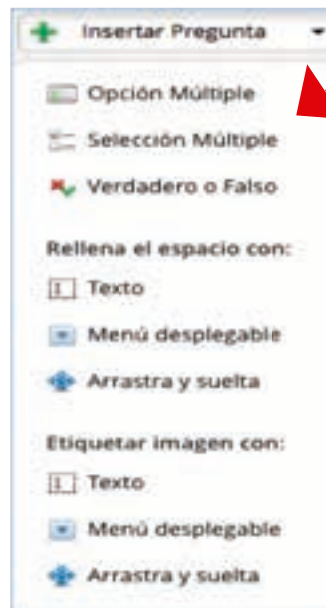 Insertar Pregunta
Opción Múltiple
Selección Múltiple
Verdadero o Falso
Rellena el espacio con:
Texto
Menú desplegable
Arrastra y suelta
Etiquetar imagen con:
Texto
Menú desplegable
Arrastra y suelta